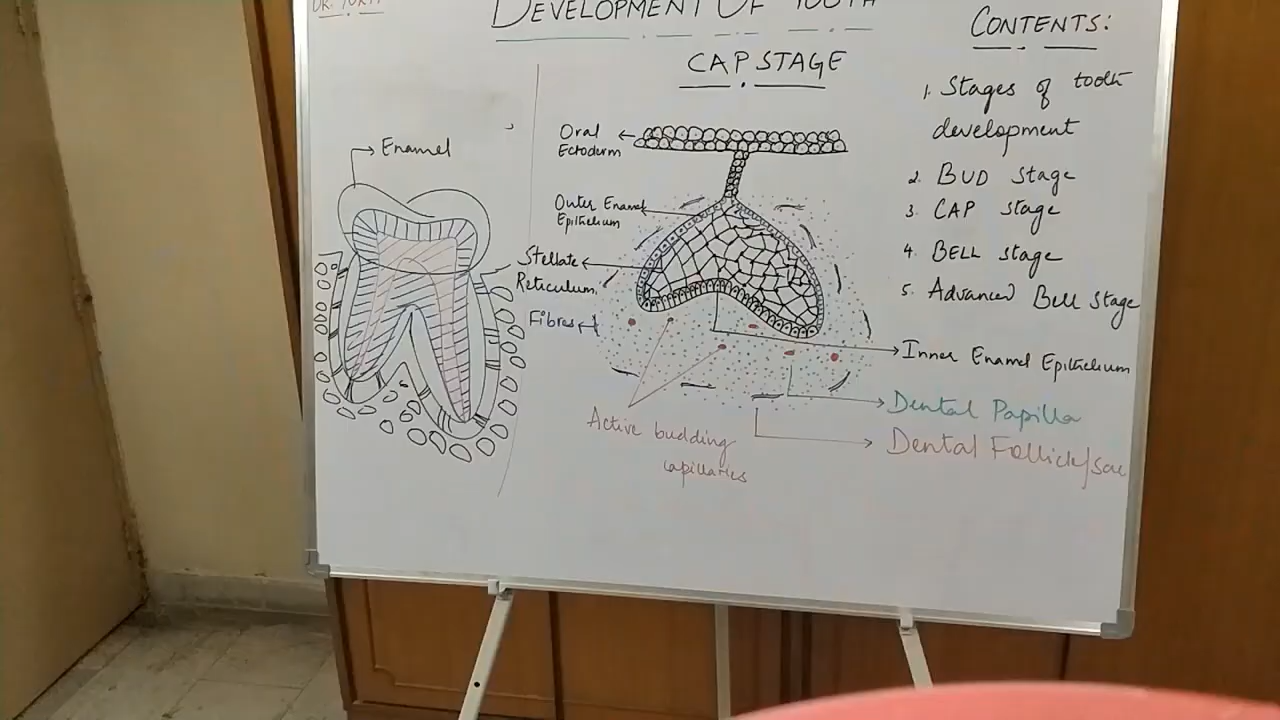 DEVELOPMENT OF TOOTH
CAP STAGE
Enamel
Oral
Ectoderm
Outer Enamel
Epithelium
Stellate
Reticulum
Fibres
Active budding
capillaries
Inner Enamel Epithelium
Dental Papilla
Dental Follicle/sac
CONTENTS:
1. Stages of tooth
development
2. BUD Stage
3. CAP Stage
4. BELL Stage
5. Advanced Bell Stage